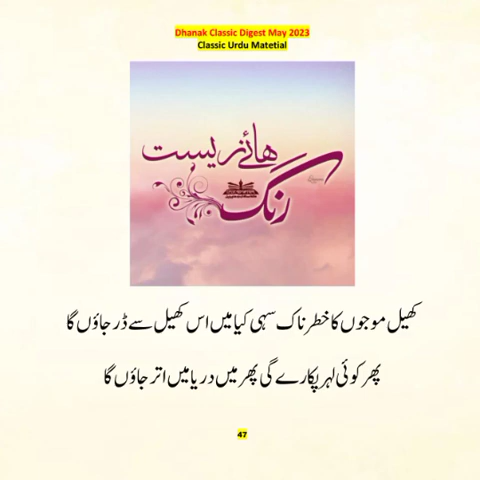 Dhanak Classic Digest May 2023
Classic Urdu Matetial
ھائے زیست
رنگ
کھیل موجوں کا خطرناک سہی کیا میں اس کھیل سے ڈر جاؤں گا
پھر کوئی لہر پکارے گی پھر میں دریا میں اتر جاؤں گا
47